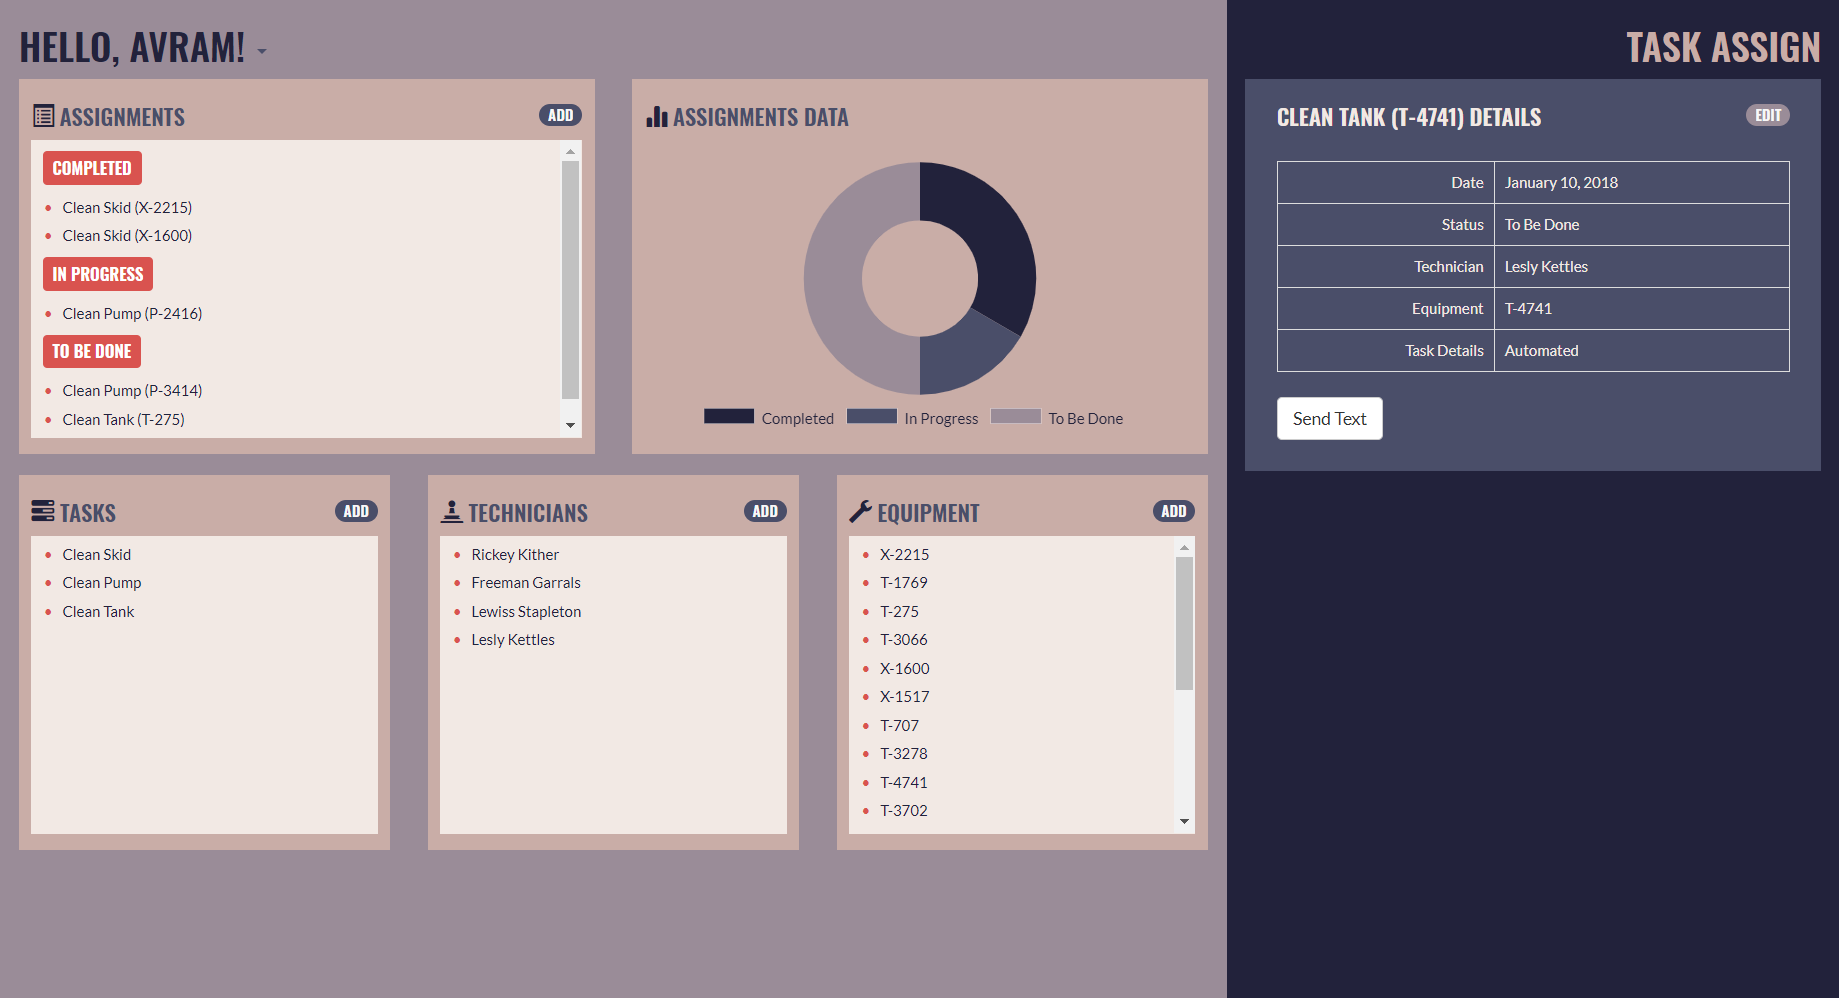 HELLO, AVRAM!
TASK ASSIGN
ASSIGNMENTS
ADD
COMPLETED
Clean Skid (X-2215)
Clean Skid (X-1600)
IN PROGRESS
Clean Pump (P-2416)
TO BE DONE
Clean Pump (P-3414)
Clean Tank (T-275)
ASSIGNMENTS DATA
Completed In Progress To Be Done
CLEAN TANK (T-4741) DETAILS
EDIT
Date January 10, 2018
Status To Be Done
Technician Lesly Kettles
Equipment T-4741
Task Details Automated
Send Text
TASKS
ADD
Clean Skid
Clean Pump
Clean Tank
TECHNICIANS
ADD
Rickey Kither
Freeman Garrals
Lewiss Stapleton
Lesly Kettles
EQUIPMENT
ADD
X-2215
T-1769
T-275
T-3066
X-1600
X-1517
T-707
T-3278
T-4741
T-3702